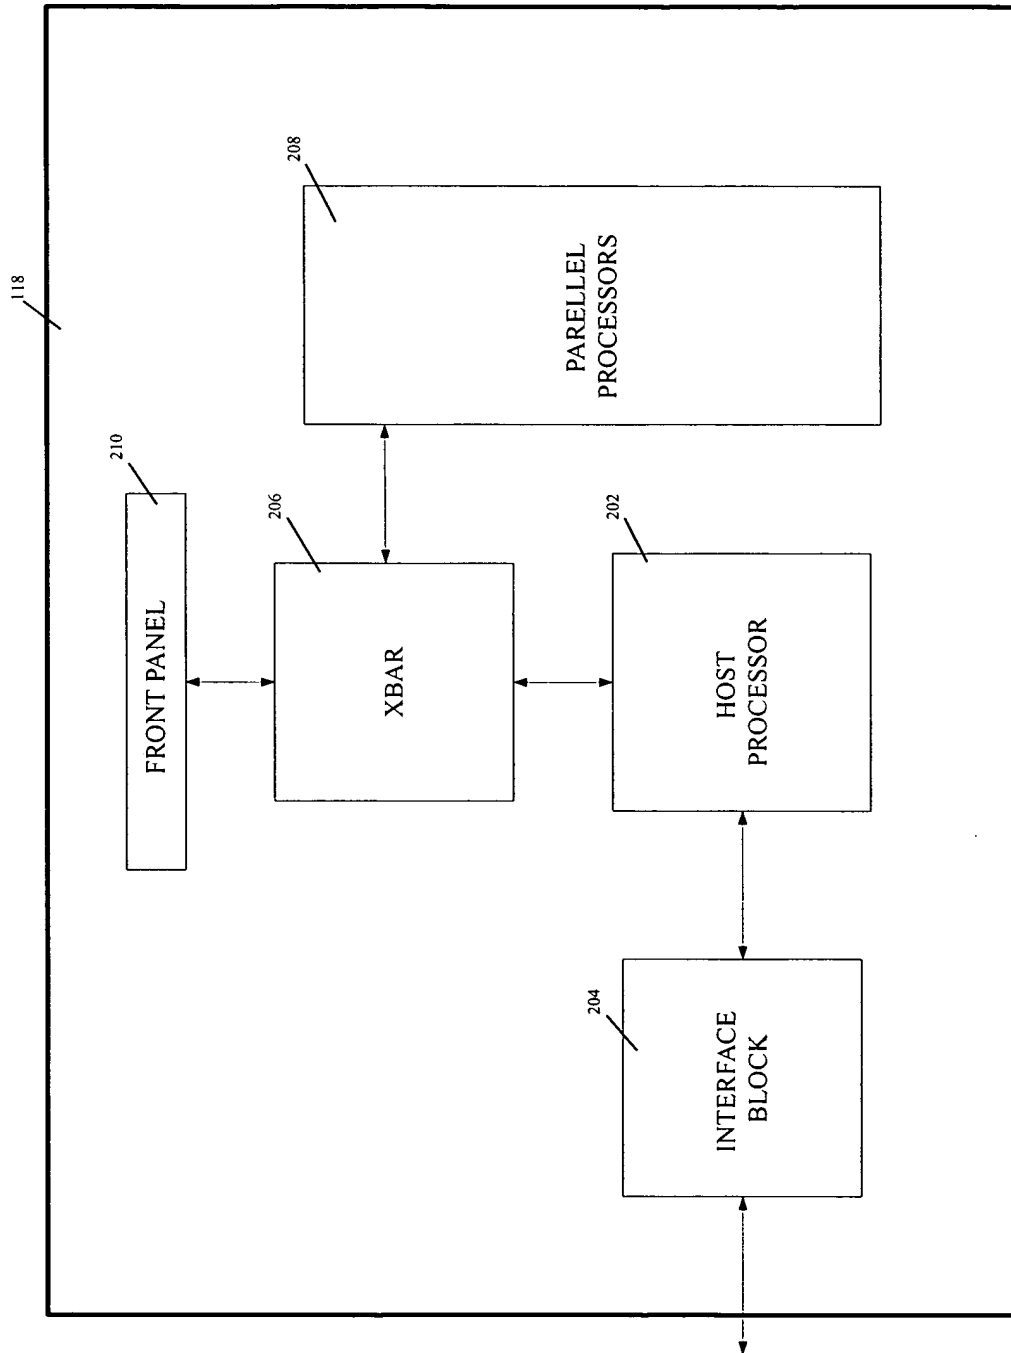 118
210
FRONT PANEL
206
XBAR
208
PARELLEL
PROCESSORS
202
HOST
PROCESSOR
204
INTERFACE
BLOCK